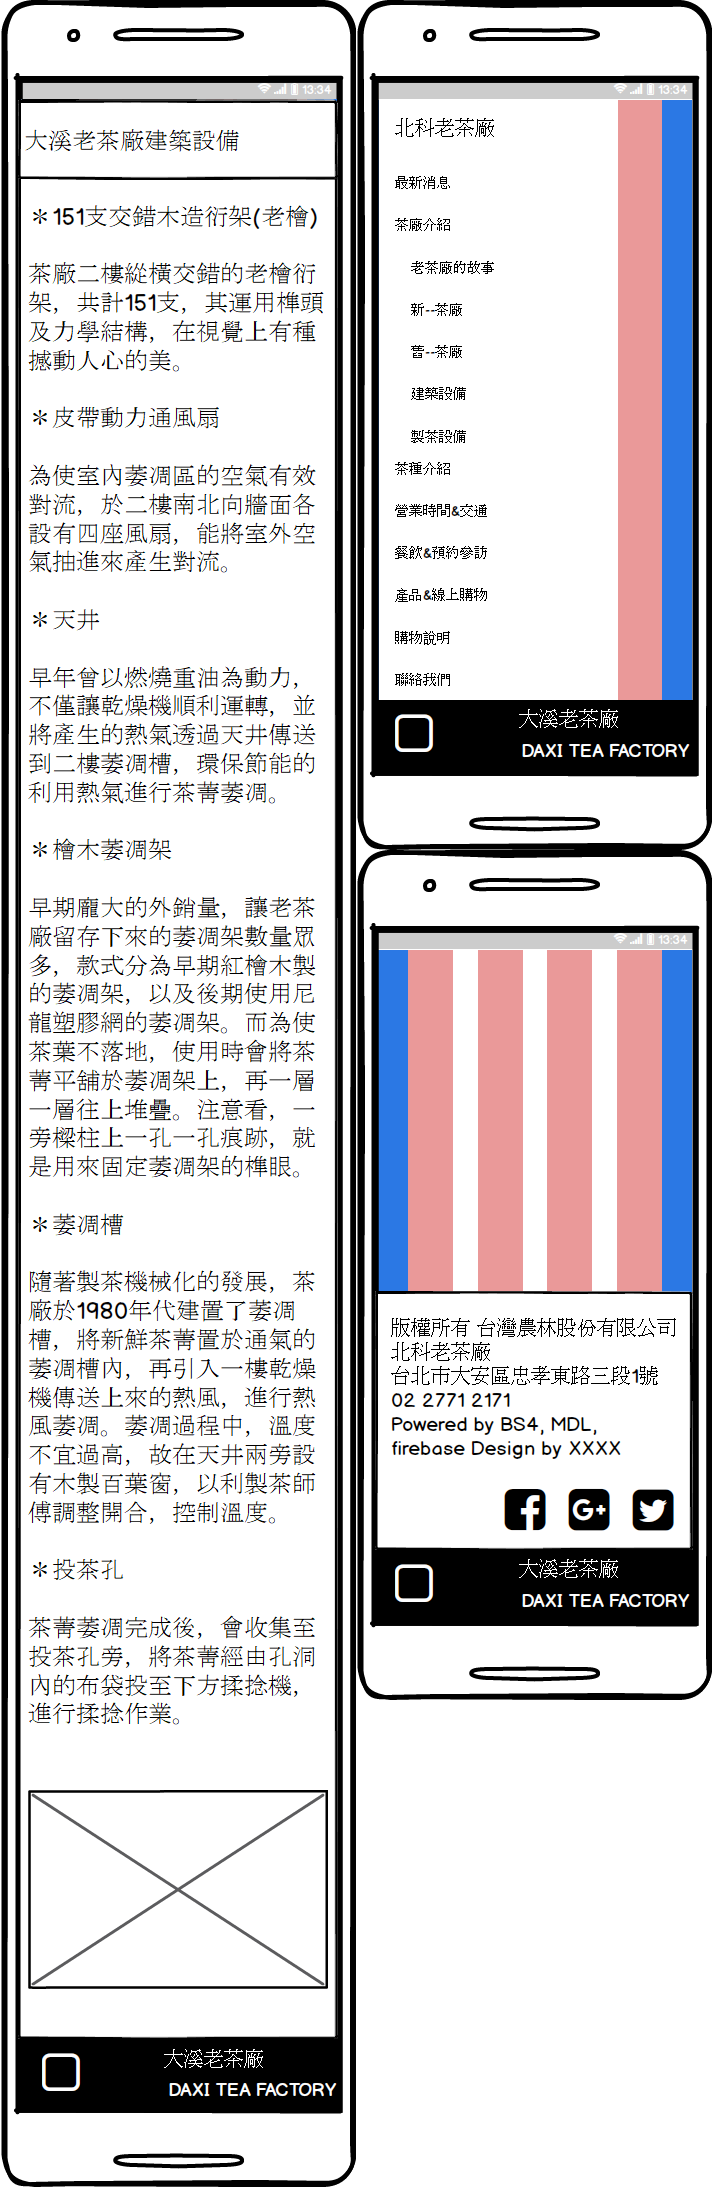 13:34
大溪老茶廠建築設備
＊151支交錯木造衍架(老檜)
茶廠二樓縱橫交錯的老檜衍
架，共計151支，其運用榫頭
及力學結構，在視覺上有種
撼動人心的美。
＊皮帶動力通風扇
為使室內萎凋區的空氣有效
對流，於二樓南北向牆面各
設有四座風扇，能將室外空
氣抽進來產生對流。
＊天井
早年曾以燃燒重油為動力，
不僅讓乾燥機順利運轉，並
將產生的熱氣透過天井傳送
到二樓萎凋槽，環保節能的
利用熱氣進行茶菁萎凋。
＊檜木萎凋架
早期龐大的外銷量，讓老茶
廠留存下來的萎凋架數量眾
多，款式分為早期紅檜木製
的萎凋架，以及後期使用尼
龍塑膠網的萎凋架。而為使
茶葉不落地，使用時會將茶
菁平舖於萎凋架上，再一層
一層往上堆疊。注意看，一
旁樑柱上一孔一孔痕跡，就
是用來固定萎凋架的榫眼。
＊萎凋槽
隨著製茶機械化的發展，茶
廠於1980年代建置了萎凋
槽，將新鮮茶菁置於通氣的
萎凋槽內，再引入一樓乾燥
機傳送上來的熱風，進行熱
風萎凋。萎凋過程中，溫度
不宜過高，故在天井兩旁設
有木製百葉窗，以利製茶師
傅調整開合，控制溫度。
＊投茶孔
茶菁萎凋完成後，會收集至
投茶孔旁，將茶菁經由孔洞
內的布袋投至下方揉捻機，
進行揉捻作業。
大溪老茶廠
DAXI TEA FACTORY
13:34
北科老茶廠
最新消息
茶廠介紹
老茶廠的故事
新--茶廠
舊--茶廠
建築設備
製茶設備
茶種介紹
營業時間&交通
餐飲&預約參訪
產品&線上購物
購物說明
聯絡我們
大溪老茶廠
DAXI TEA FACTORY
13:34
版權所有 台灣農林股份有限公司
北科老茶廠
台北市大安區忠孝東路三段1號
02 2771 2171
Powered by BS4, MDL,
firebase Design by XXXX
大溪老茶廠
DAXI TEA FACTORY